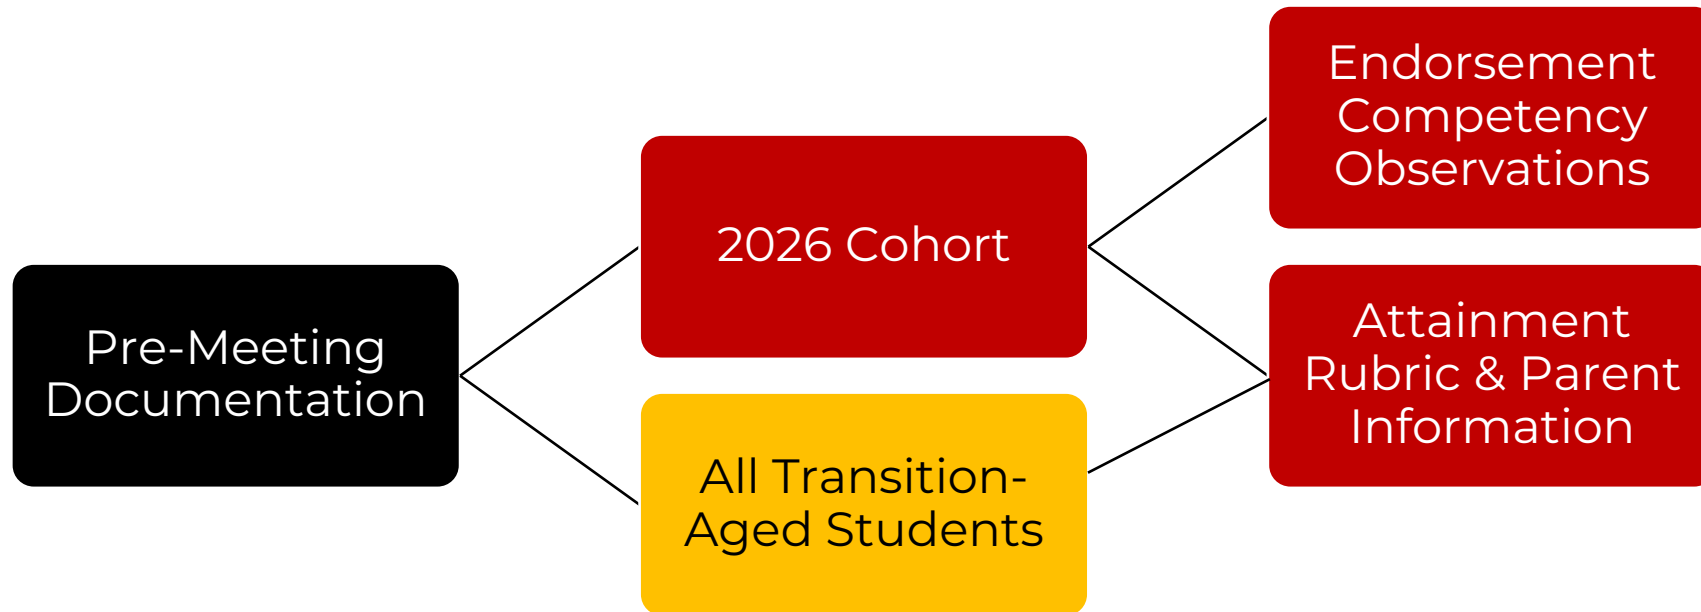 Pre-Meeting
Documentation
2026 Cohort
All Transition-
Aged Students
Endorsement
Competency
Observations
Attainment
Rubric & Parent
Information